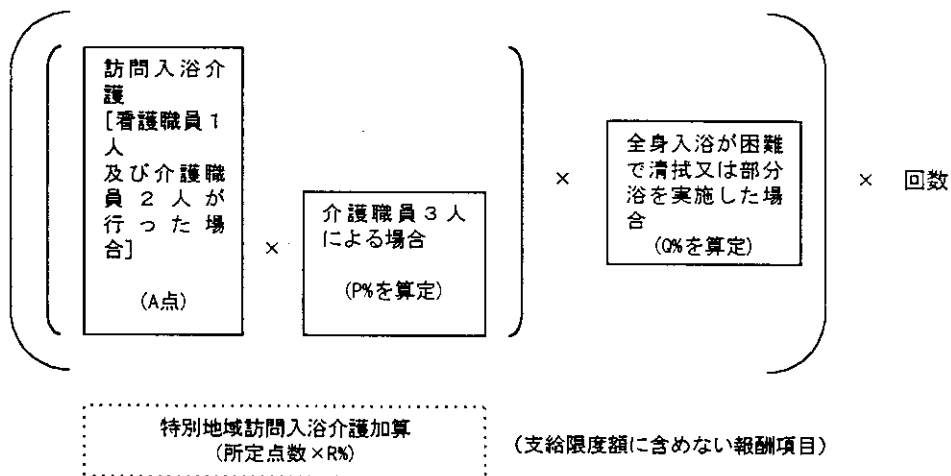 訪問入浴介
護
[看護職員1
人
及び介護職
員2人が
行った場
合]
(A点)
×
介護職員3人
による場合
(P%を算定)
×
全身入浴が困難
で清拭又は部分
浴を実施した場
合
(Q%を算定)
× 回数
特別地域訪問入浴介護加算
(所定点数×R%)
(支給限度額に含めない報酬項目)